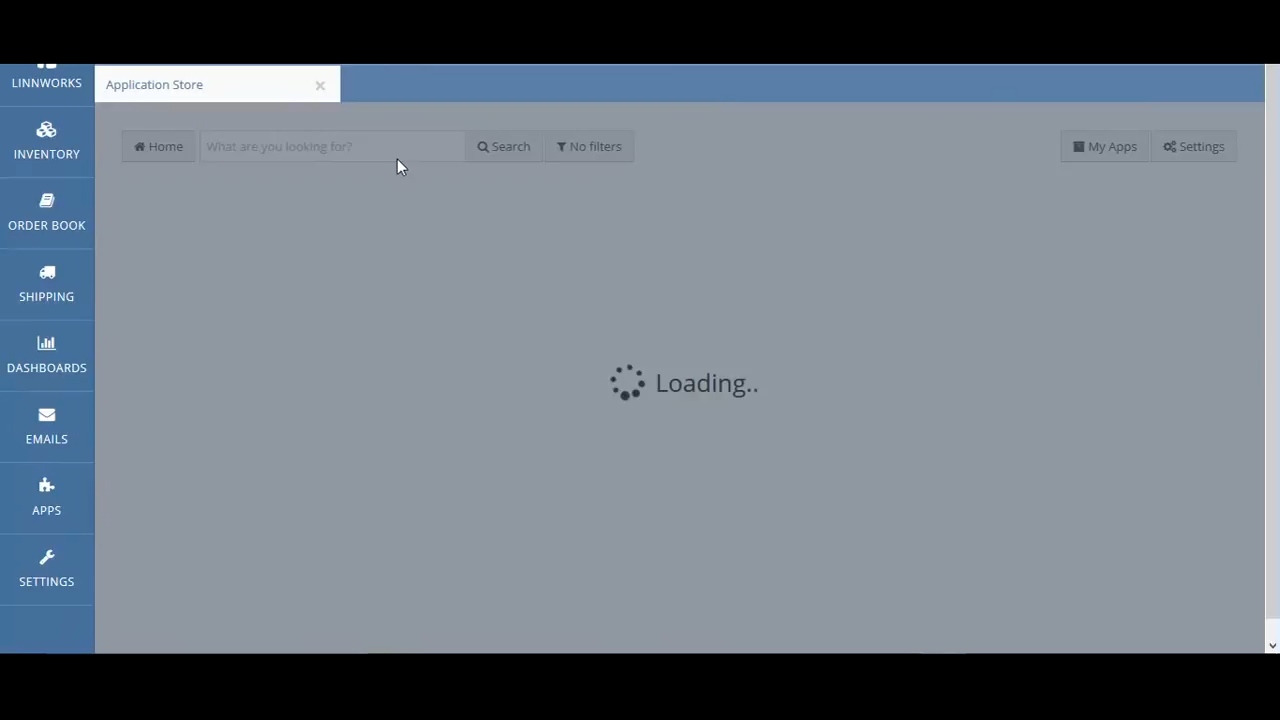 LINNWORKS
Application Store
INVENTORY
Home
What are you looking for?
Search
No filters
My Apps
Settings
ORDER BOOK
SHIPPING
DASHBOARDS
Loading..
EMAILS
APPS
SETTINGS